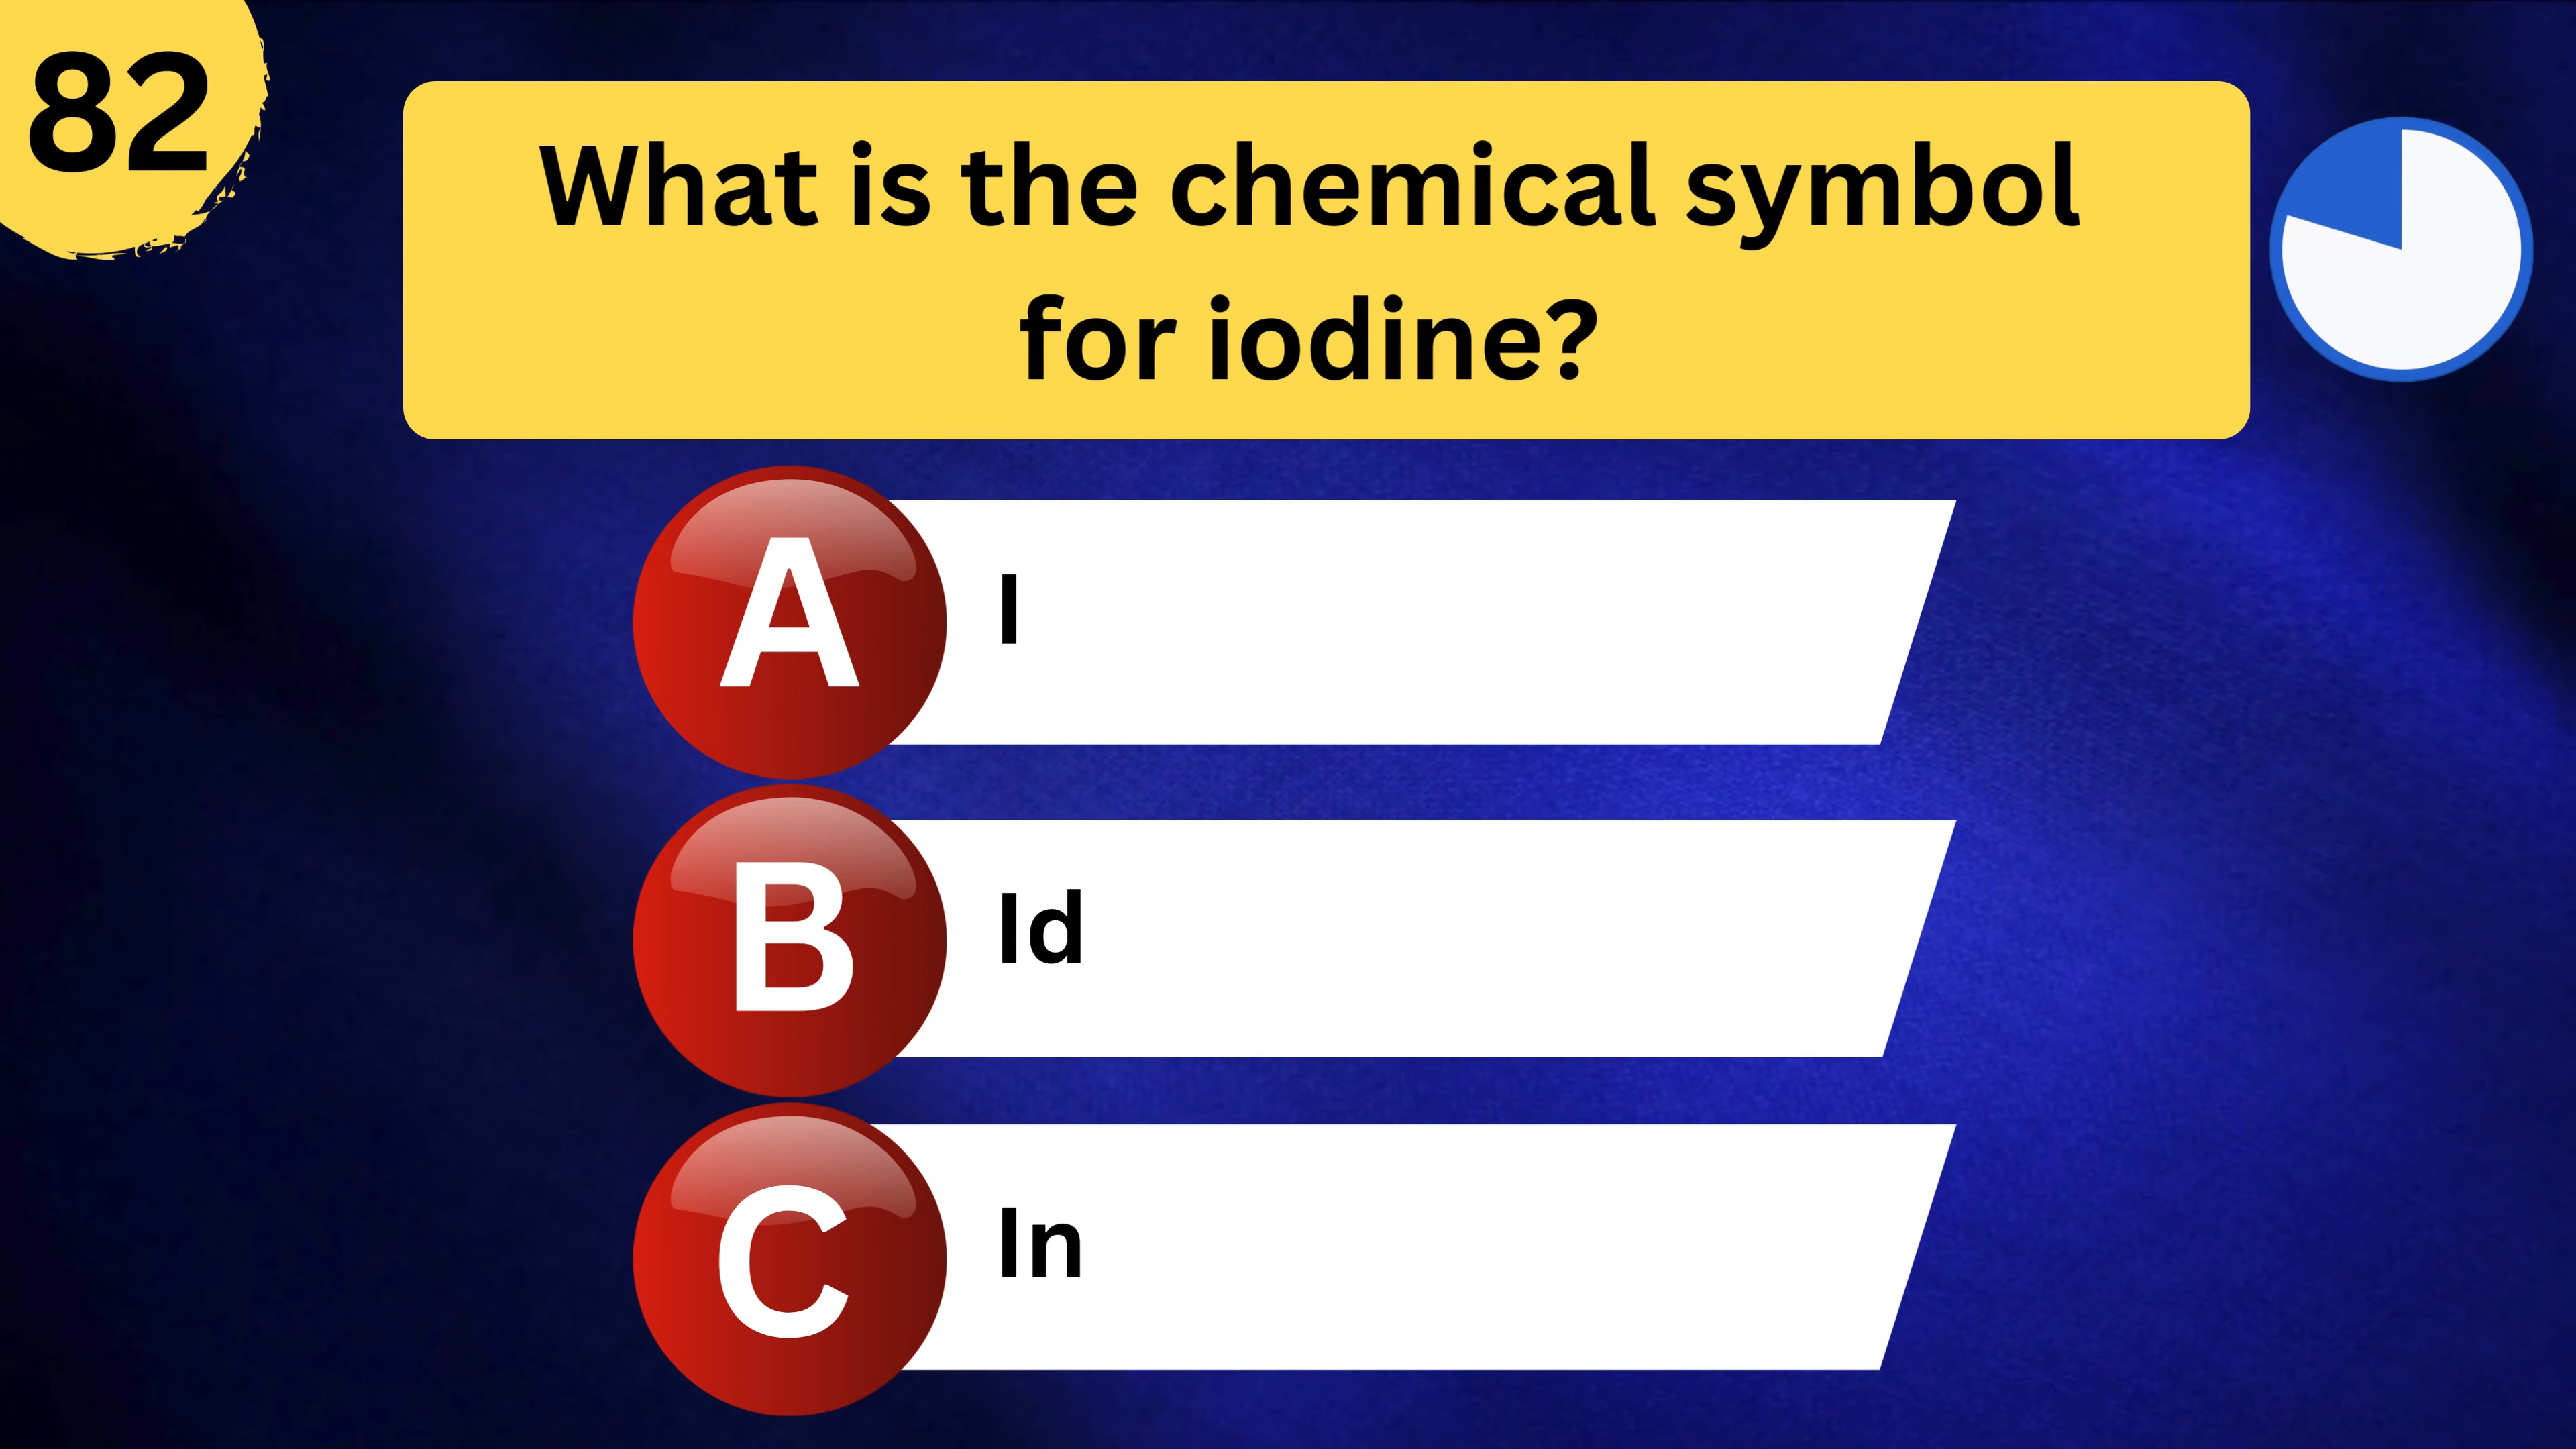 82
What is the chemical symbol
for iodine?
A
I
B
Id
C
In